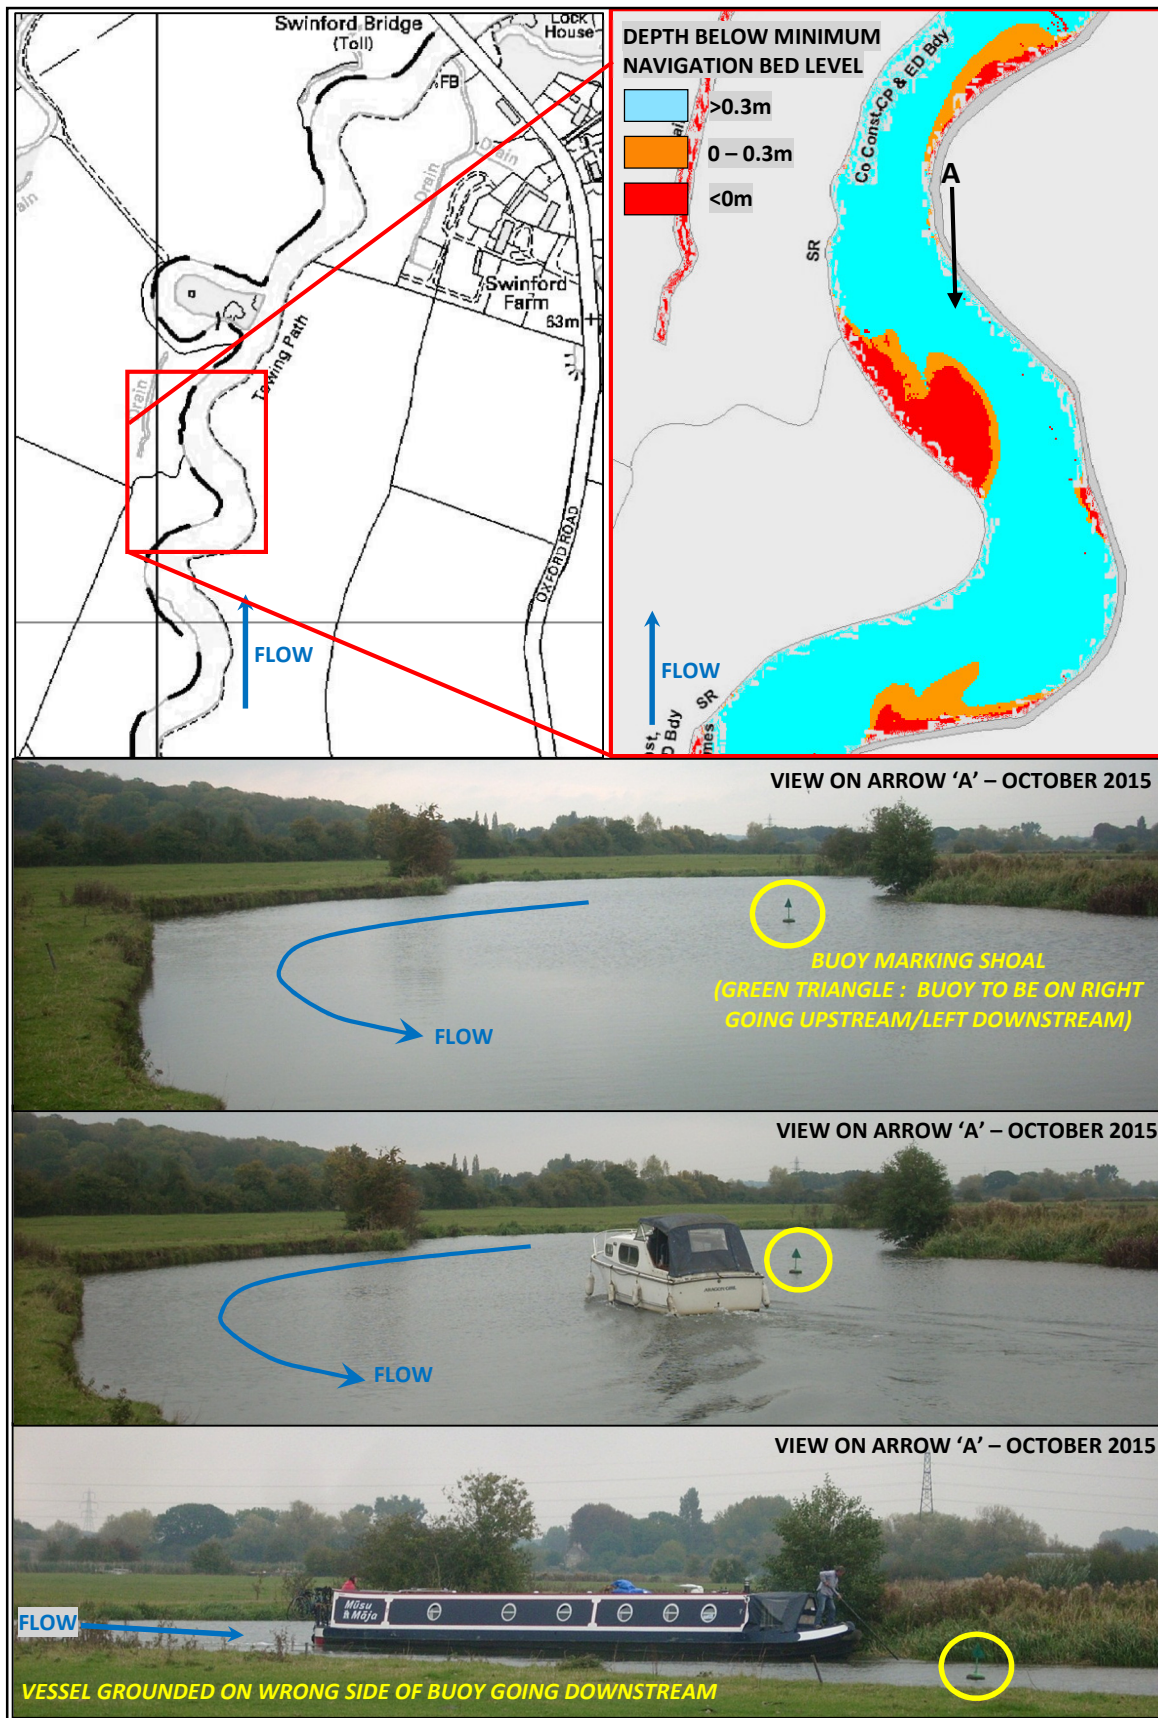 Swinford Bridge
(Toll)
Lock
House
FB
Drain
Drain
Swinford
Farm
63m
Towing Path
Drain
OXFORD ROAD
FLOW
DEPTH BELOW MINIMUM
NAVIGATION BED LEVEL
>0.3m
0 – 0.3m
<0m
Co Const, CP & ED Bdy
A
SR
FLOW
SR
VIEW ON ARROW ‘A’ – OCTOBER 2015
BUOY MARKING SHOAL
(GREEN TRIANGLE : BUOY TO BE ON RIGHT
GOING UPSTREAM/LEFT DOWNSTREAM)
FLOW
VIEW ON ARROW ‘A’ – OCTOBER 2015
FLOW
VIEW ON ARROW ‘A’ – OCTOBER 2015
Mūsu
Mōja
FLOW
VESSEL GROUNDED ON WRONG SIDE OF BUOY GOING DOWNSTREAM